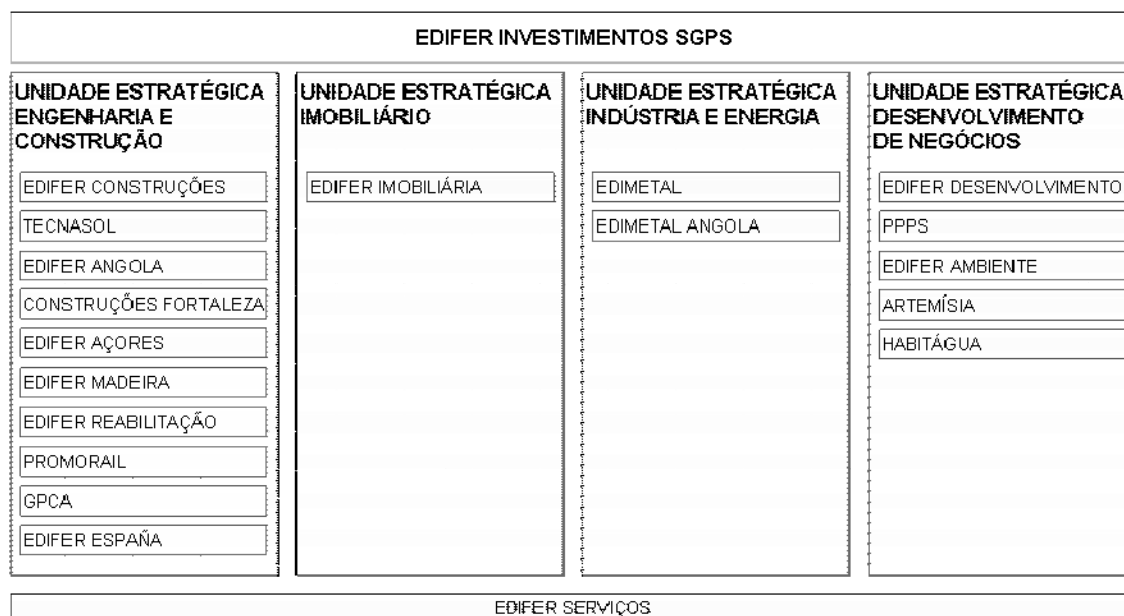 EDIFER INVESTIMENTOS SGPS
UNIDADE ESTRATÉGICA
ENGENHARIA E
CONSTRUÇÃO
EDIFER CONSTRUÇÕES
TECNASOL
EDIFER ANGOLA
CONSTRUÇÕES FORTALEZA
EDIFER AÇORES
EDIFER MADEIRA
EDIFER REABILITAÇÃO
PROMORAIL
GPCA
EDIFER ESPAÑA
UNIDADE ESTRATÉGICA
IMOBILIÁRIO
EDIFER IMOBILIÁRIA
UNIDADE ESTRATÉGICA
INDÚSTRIA E ENERGIA
EDIMETAL
EDIMETAL ANGOLA
UNIDADE ESTRATÉGICA
DESENVOLVIMENTO
DE NEGÓCIOS
EDIFER DESENVOLVIMENTO
PPPS
EDIFER AMBIENTE
ARTEMÍSIA
HABITÁGUA
EDIFER SERVIÇOS